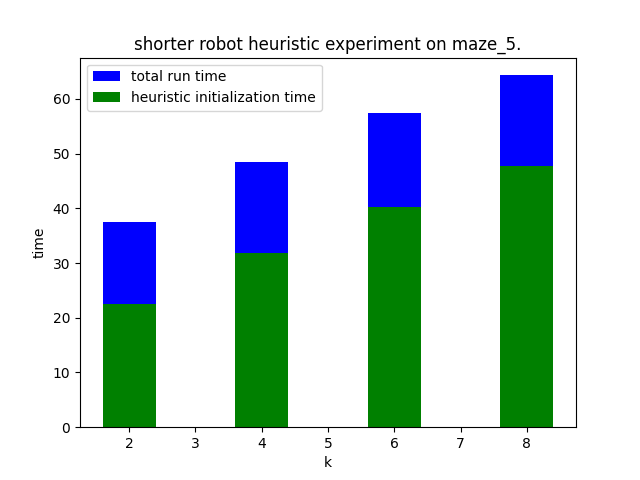 shorter robot heuristic experiment on maze_5.
total run time
heuristic initialization time
60
50
40
30
20
10
0
time
2 3 4 5 6 7 8
k